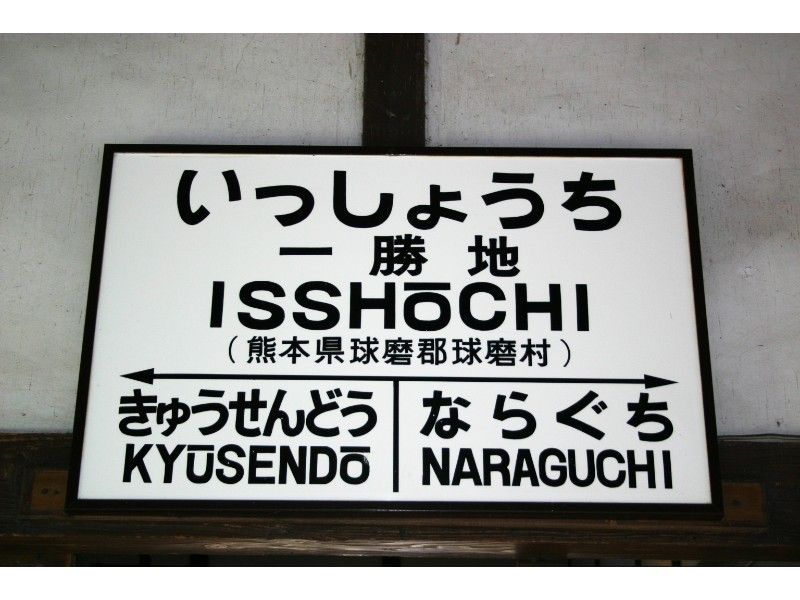 いっしょうち
一勝地
ISSHōCHI
(熊本県球磨郡球磨村)
きゅうせんどう ならぐち
KYūSENDō NARAGUCHI